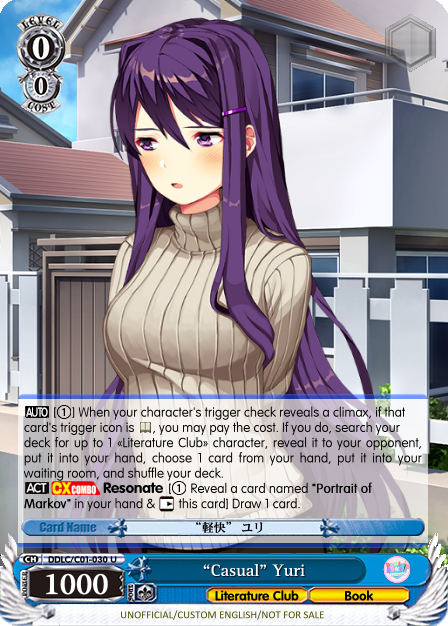 LEVEL
0
0
COST
AUTO [①] When your character's trigger check reveals a climax, if that
card's trigger icon is , you may pay the cost. If you do, search your
deck for up to 1 «Literature Club» character, reveal it to your opponent,
put it into your hand, choose 1 card from your hand, put it into your
waiting room, and shuffle your deck.
ACT CXCOMBO Resonate [① Reveal a card named "Portrait of
Markov" in your hand & this card] Draw 1 card.
Card Name
“軽快” ユリ
CH DDLC/C01-030 U
POWER
1000
SOUL
“Casual” Yuri
Literature Club
Book
UNOFFICIAL/CUSTOM ENGLISH/NOT FOR SALE